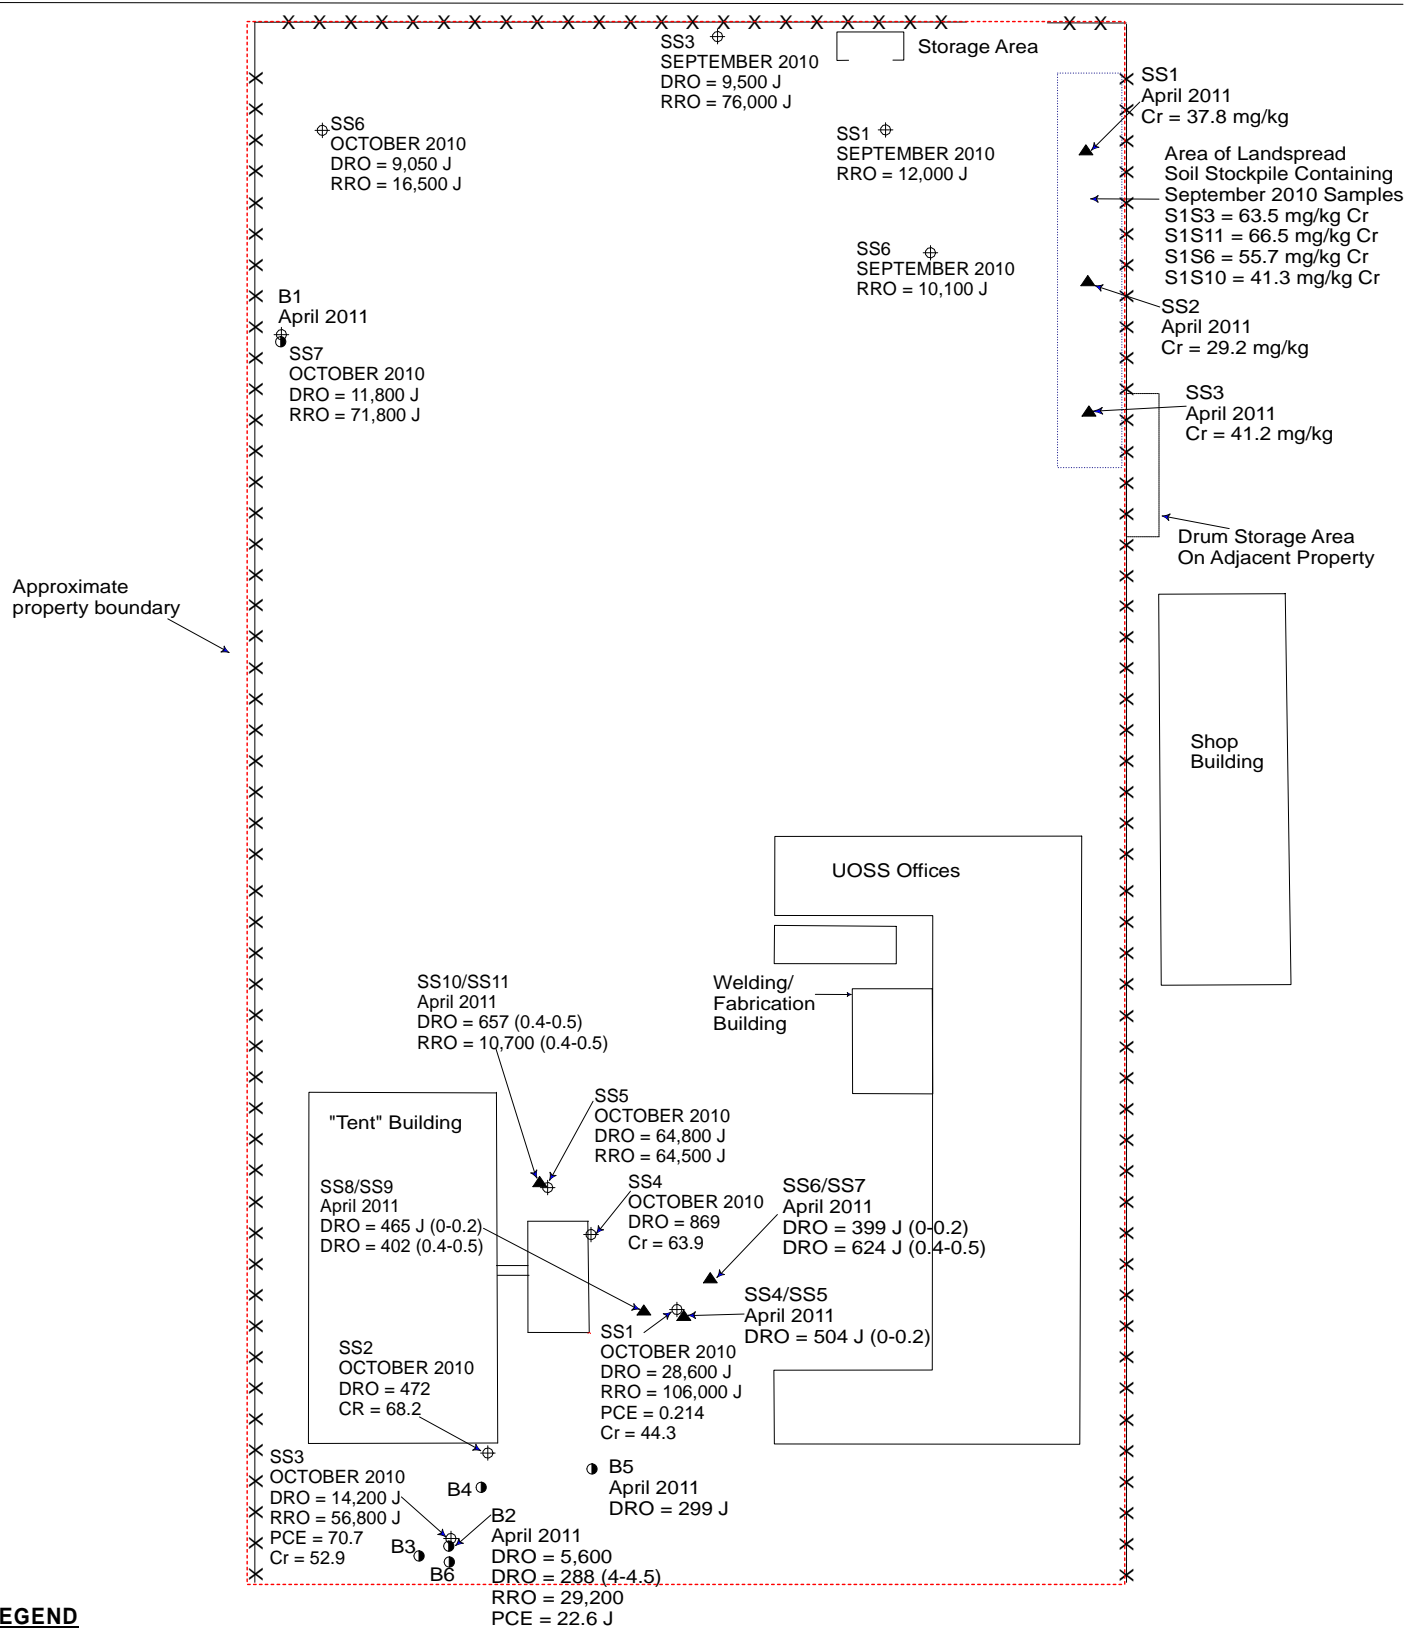 SS3
SEPTEMBER 2010
DRO = 9,500 J
RRO = 76,000 J
Storage Area
SS1
April 2011
Cr = 37.8 mg/kg
SS6
OCTOBER 2010
DRO = 9,050 J
RRO = 16,500 J
SS1
SEPTEMBER 2010
RRO = 12,000 J
Area of Landspread
Soil Stockpile Containing
September 2010 Samples
S1S3 = 63.5 mg/kg Cr
S1S11 = 66.5 mg/kg Cr
S1S6 = 55.7 mg/kg Cr
S1S10 = 41.3 mg/kg Cr
SS6
SEPTEMBER 2010
RRO = 10,100 J
B1
April 2011
SS2
April 2011
Cr = 29.2 mg/kg
SS7
OCTOBER 2010
DRO = 11,800 J
RRO = 71,800 J
SS3
April 2011
Cr = 41.2 mg/kg
Drum Storage Area
On Adjacent Property
Approximate
property boundary
Shop
Building
UOSS Offices
SS10/SS11
April 2011
DRO = 657 (0.4-0.5)
RRO = 10,700 (0.4-0.5)
Welding/
Fabrication
Building
"Tent" Building
SS5
OCTOBER 2010
DRO = 64,800 J
RRO = 64,500 J
SS8/SS9
April 2011
DRO = 465 J (0-0.2)
DRO = 402 (0.4-0.5)
SS4
OCTOBER 2010
DRO = 869
Cr = 63.9
SS6/SS7
April 2011
DRO = 399 J (0-0.2)
DRO = 624 J (0.4-0.5)
SS4/SS5
April 2011
DRO = 504 J (0-0.2)
SS1
OCTOBER 2010
DRO = 28,600 J
RRO = 106,000 J
PCE = 0.214
Cr = 44.3
SS2
OCTOBER 2010
DRO = 472
CR = 68.2
SS3
OCTOBER 2010
DRO = 14,200 J
RRO = 56,800 J
PCE = 70.7
Cr = 52.9
B4
B5
April 2011
DRO = 299 J
B3
B6
B2
April 2011
DRO = 5,600
DRO = 288 (4-4.5)
RRO = 29,200
PCE = 22.6 J
EGEND